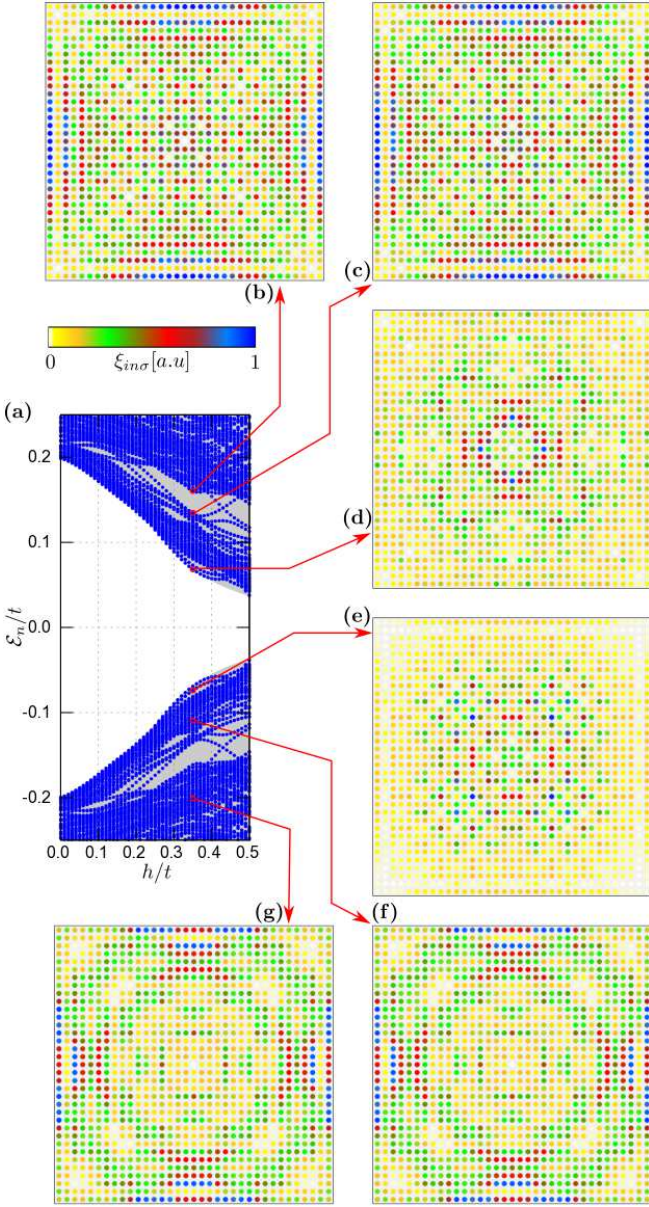 (b)
(c)
0 ξ_{inσ}[a.u] 1
(a)
0.2
0.1
0.0
-0.1
-0.2
ℰ_n/t
0.0 0.1 0.2 0.3 0.4 0.5
h/t
(d)
(e)
(g)
(f)